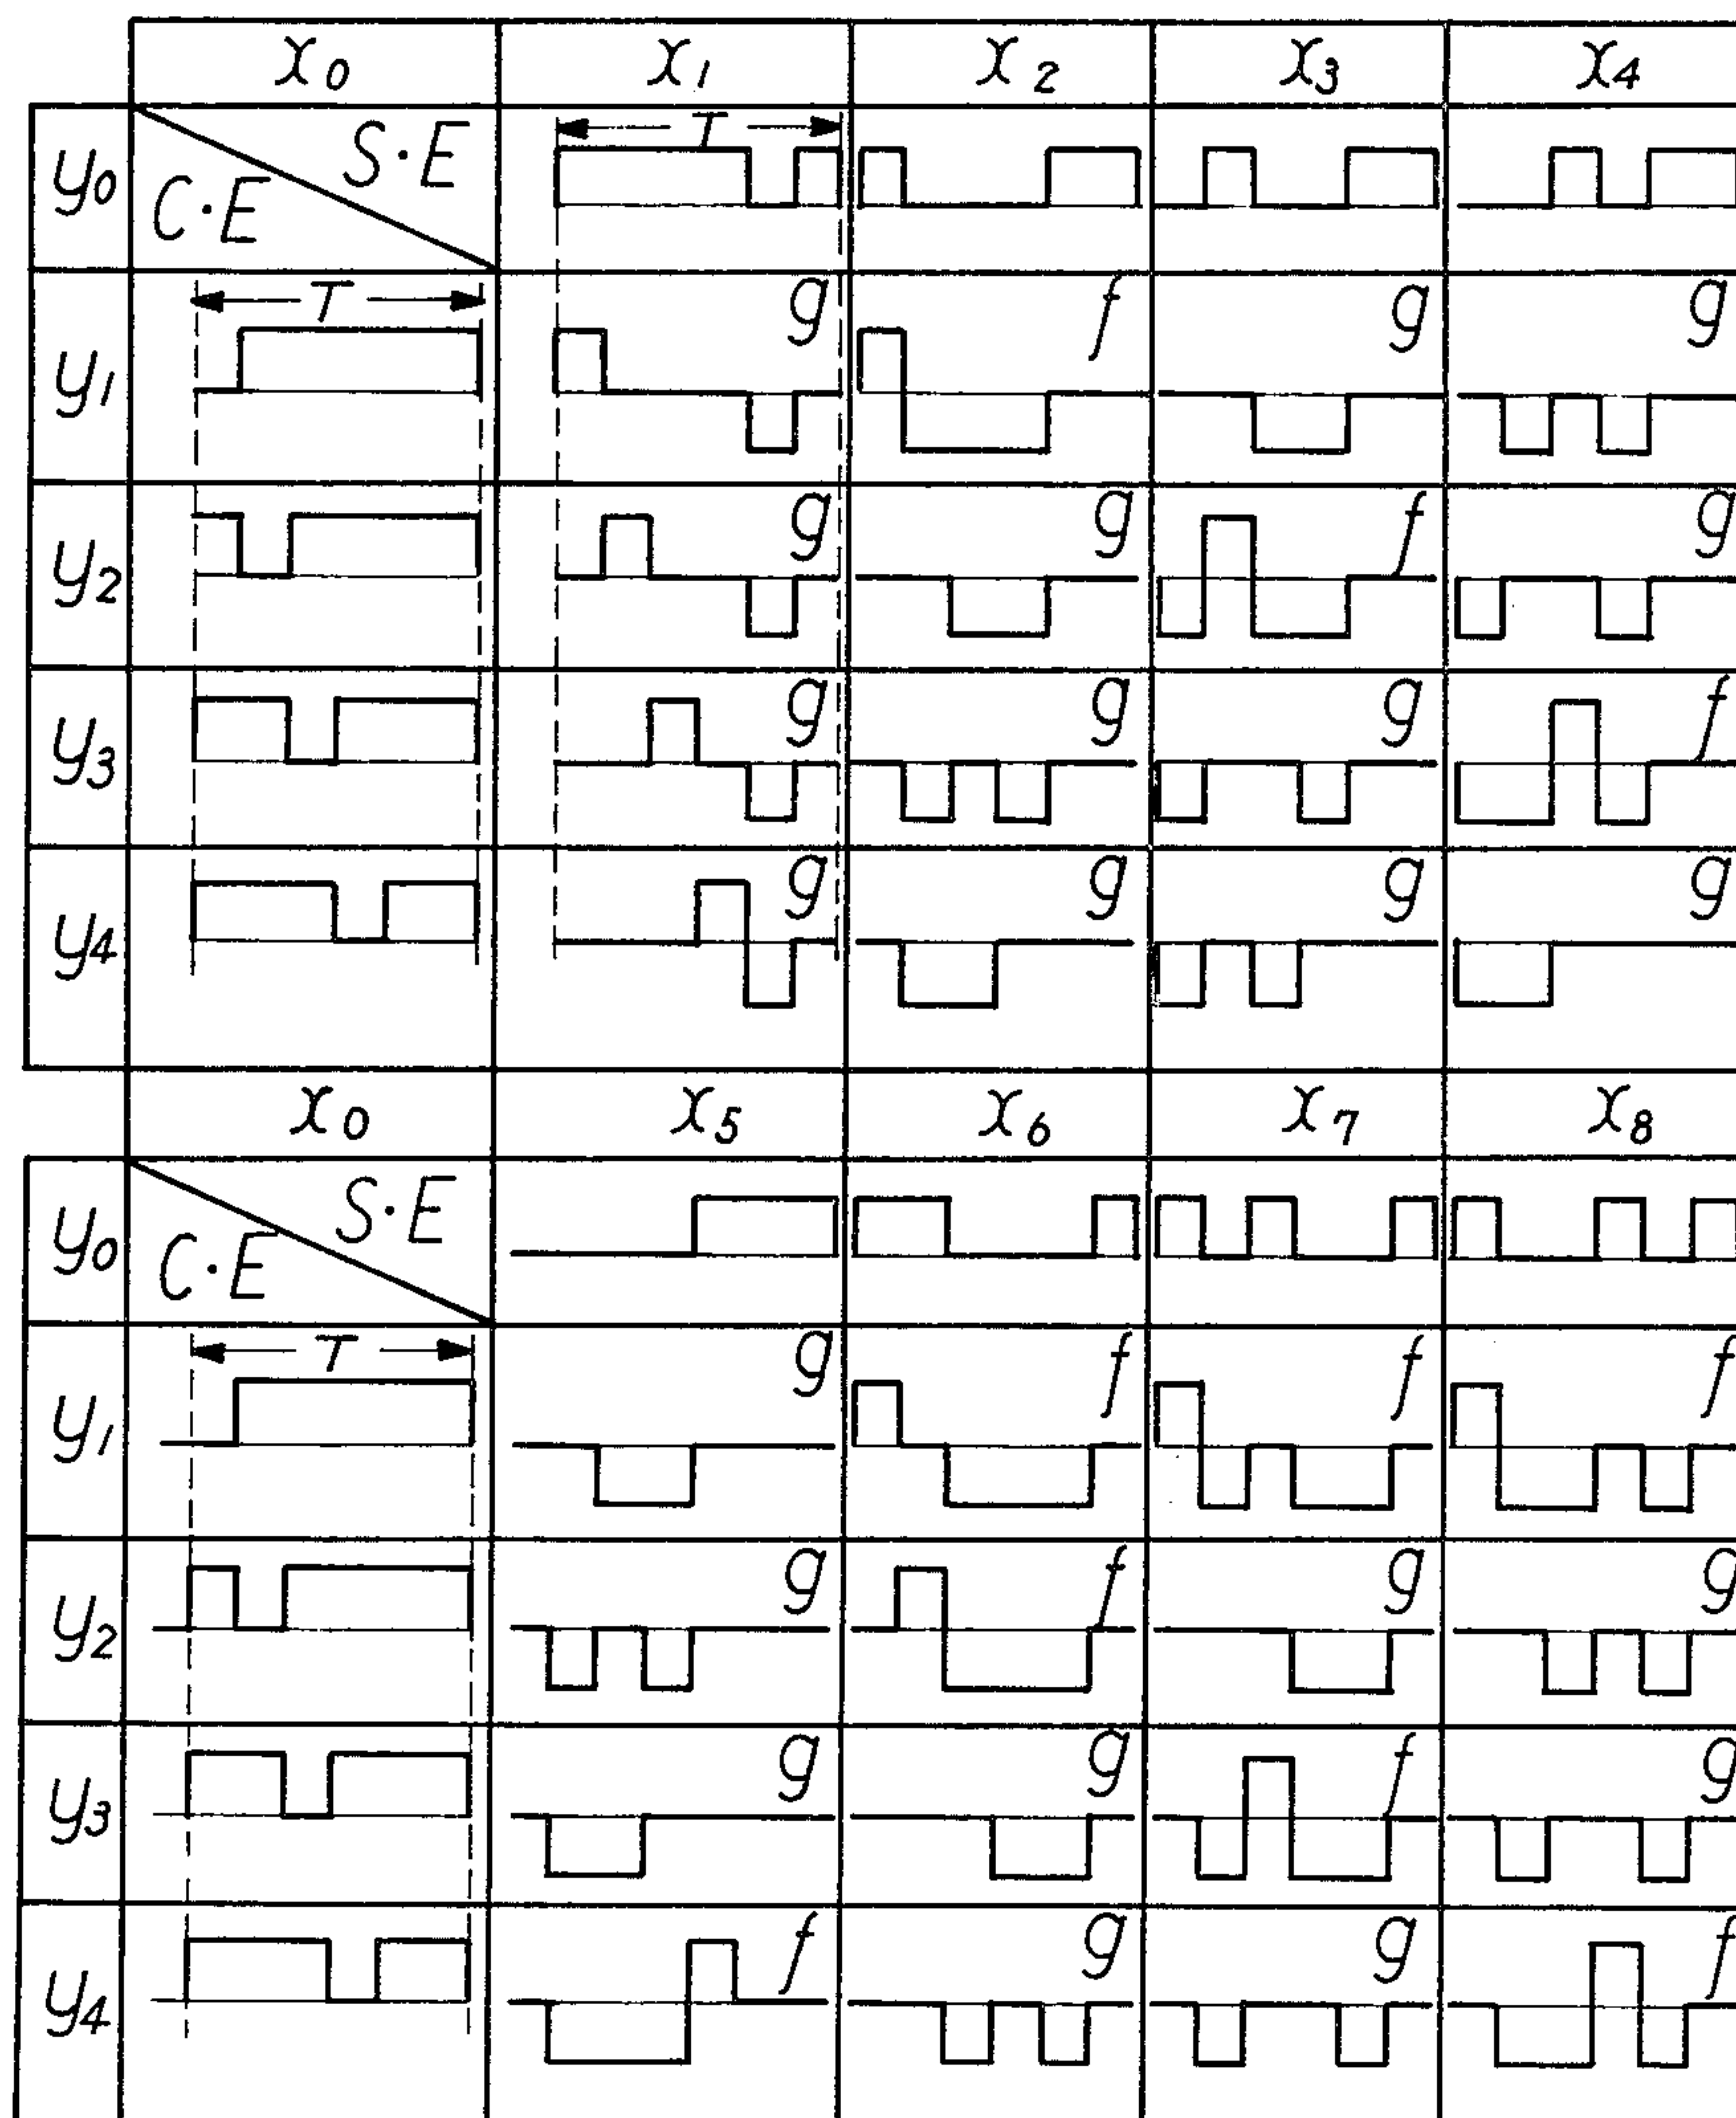 x0 x1 x2 x3 x4
y0 C·E S·E T
y1 T g f g g
y2 g g f g
y3 g g g f
y4 g g g g
x0 x5 x6 x7 x8
y0 C·E S·E
y1 T g f f f
y2 g f g g
y3 g g f g
y4 f g g f